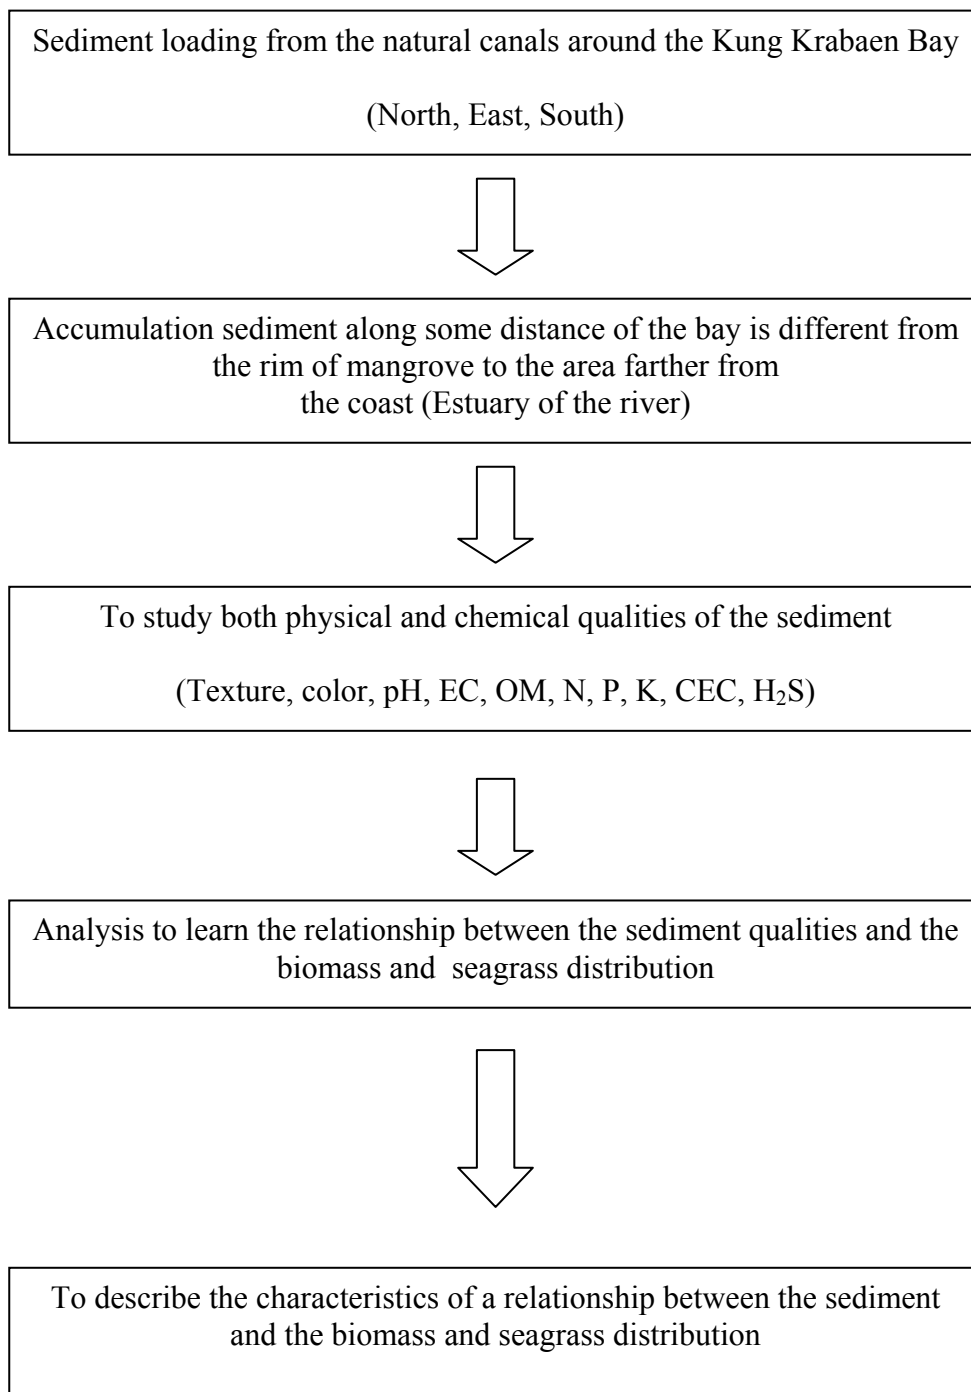 Sediment loading from the natural canals around the Kung Krabaen Bay
(North, East, South)
Accumulation sediment along some distance of the bay is different from
the rim of mangrove to the area farther from
the coast (Estuary of the river)
To study both physical and chemical qualities of the sediment
(Texture, color, pH, EC, OM, N, P, K, CEC, H₂S)
Analysis to learn the relationship between the sediment qualities and the
biomass and  seagrass distribution
To describe the characteristics of a relationship between the sediment
and the biomass and seagrass distribution